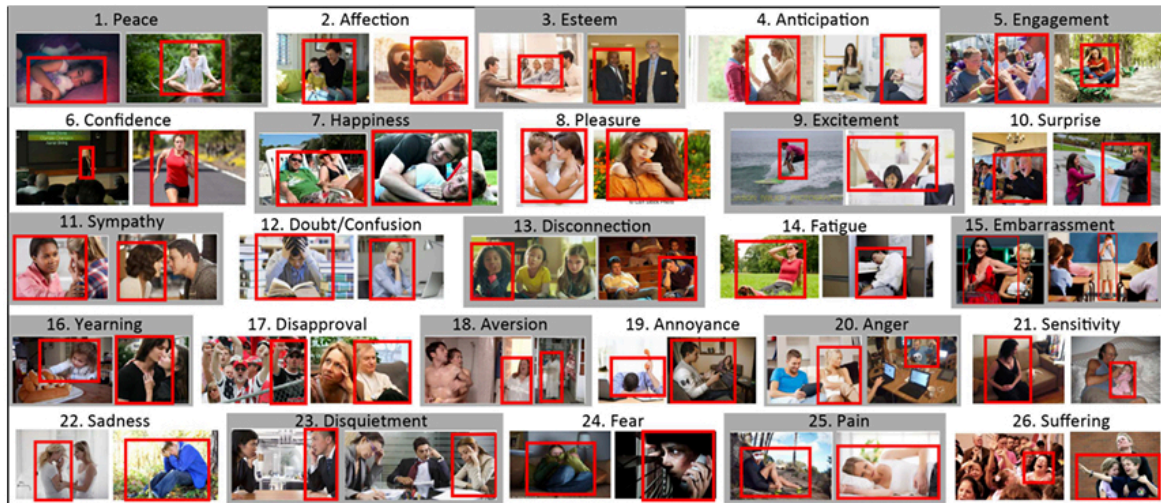 1. Peace
2. Affection
3. Esteem
4. Anticipation
5. Engagement
6. Confidence
7. Happiness
8. Pleasure
9. Excitement
10. Surprise
11. Sympathy
12. Doubt/Confusion
13. Disconnection
14. Fatigue
15. Embarrassment
16. Yearning
17. Disapproval
18. Aversion
19. Annoyance
20. Anger
21. Sensitivity
22. Sadness
23. Disquietment
24. Fear
25. Pain
26. Suffering